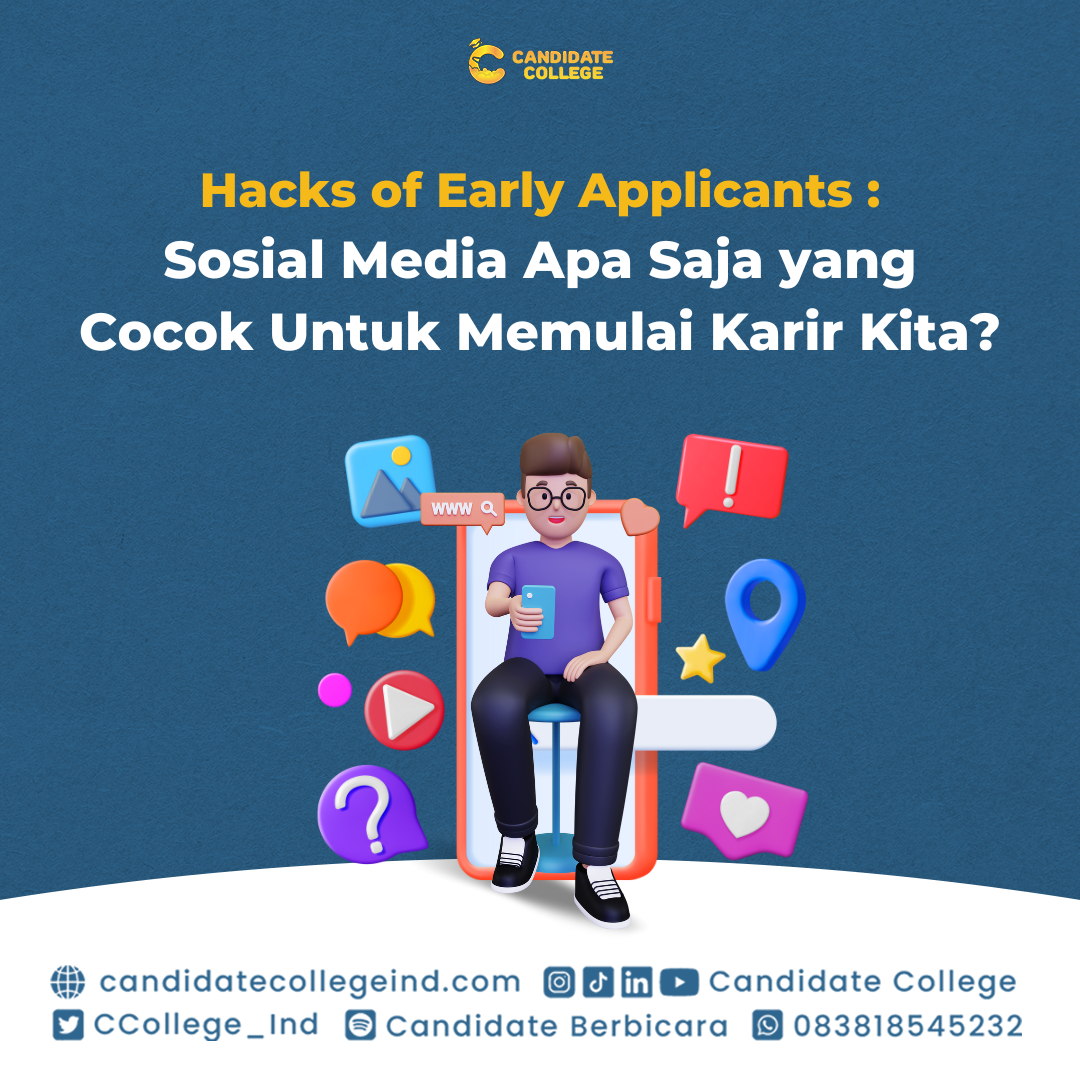 CANDIDATE
COLLEGE
Hacks of Early Applicants :
Sosial Media Apa Saja yang
Cocok Untuk Memulai Karir Kita?
WWW
candidatecollegeind.com Candidate College
CCollege_Ind Candidate Berbicara 083818545232